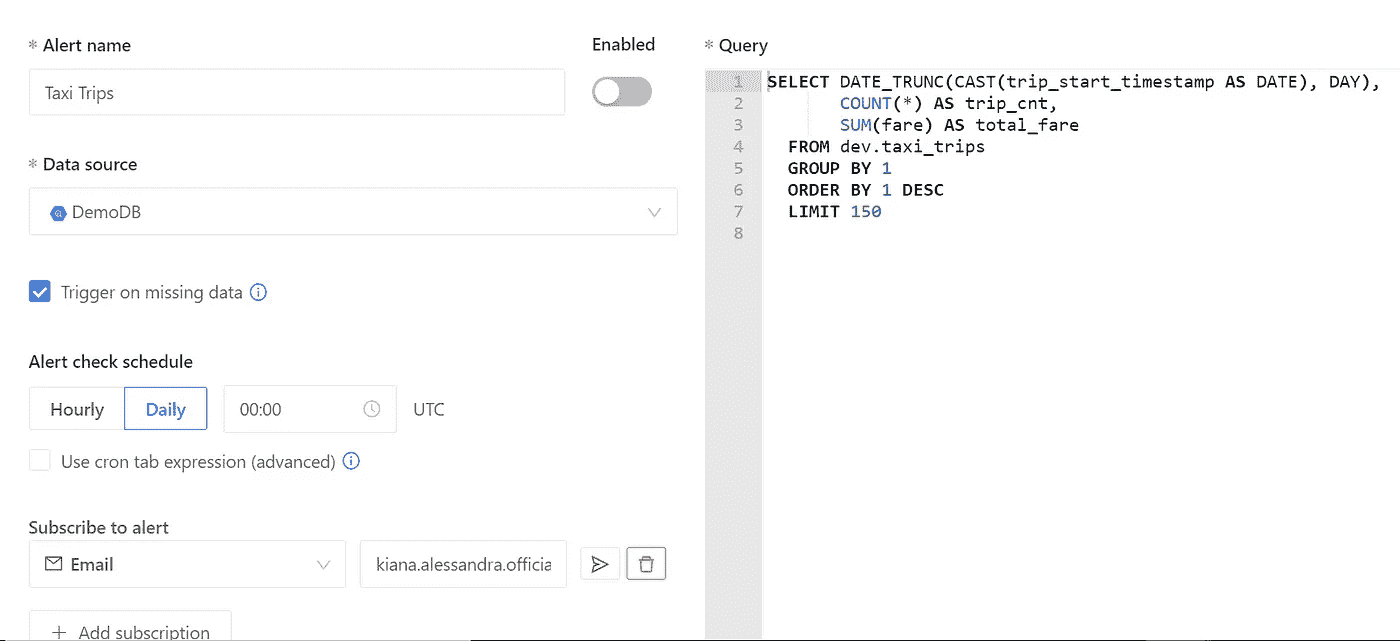 * Alert name
Enabled
Taxi Trips
* Data source
DemoDB
Trigger on missing data
Alert check schedule
Hourly
Daily
00:00
UTC
Use cron tab expression (advanced)
Subscribe to alert
Email
kiana.alessandra.officia
+ Add subscription
* Query
1 SELECT DATE_TRUNC(CAST(trip_start_timestamp AS DATE), DAY),
2 COUNT(*) AS trip_cnt,
3 SUM(fare) AS total_fare
4 FROM dev.taxi_trips
5 GROUP BY 1
6 ORDER BY 1 DESC
7 LIMIT 150
8